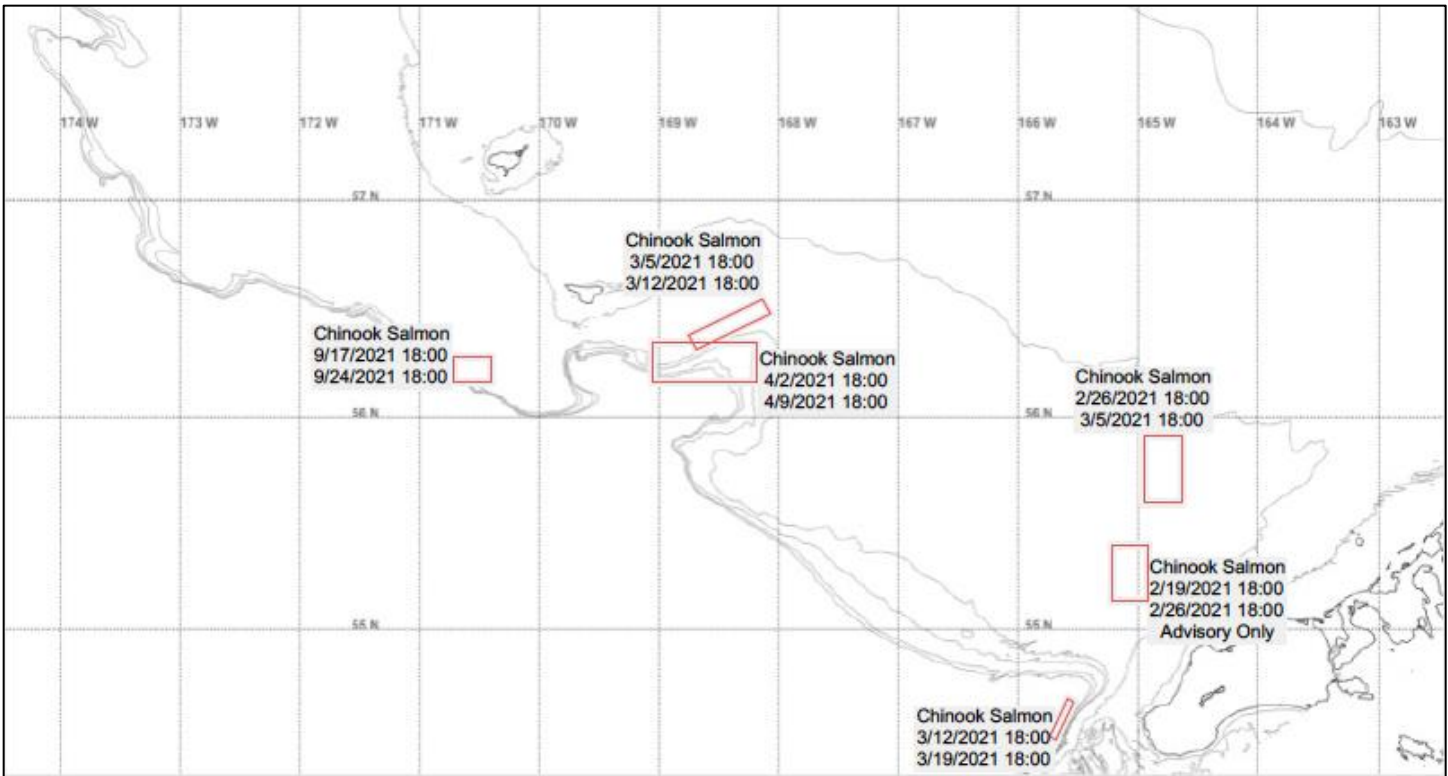 174 W
173 W
172 W
171 W
170 W
169 W
168 W
167 W
166 W
165 W
164 W
163 W
57 N
57 N
Chinook Salmon
3/5/2021 18:00
3/12/2021 18:00
Chinook Salmon
9/17/2021 18:00
9/24/2021 18:00
Chinook Salmon
4/2/2021 18:00
4/9/2021 18:00
Chinook Salmon
2/26/2021 18:00
3/5/2021 18:00
56 N
56 N
Chinook Salmon
2/19/2021 18:00
2/26/2021 18:00
Advisory Only
55 N
55 N
Chinook Salmon
3/12/2021 18:00
3/19/2021 18:00